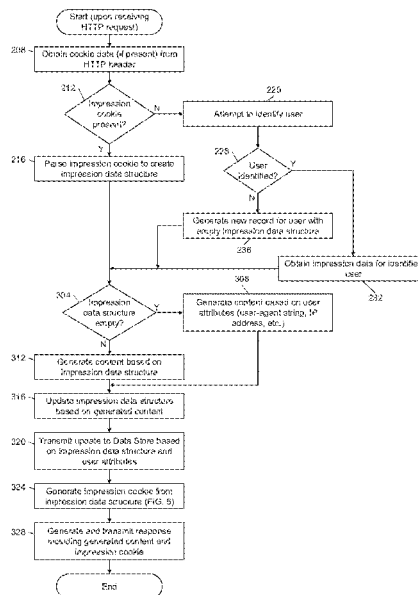 Start (upon receiving
HTTP request)
208
Obtain cookie data (if present) from
HTTP header
212
Impression
cookie
present?
N
Y
220
Attempt to identify user
216
Parse impression cookie to create
impression data structure
228
User
identified?
Y
N
Generate new record for user with
empty impression data structure
236
Obtain impression data for identified
user
232
304
Impression
data structure
empty?
Y
N
308
Generate content based on user
attributes (user-agent string, IP
address, etc.)
312
Generate content based on
impression data structure
316
Update impression data structure
based on generated content
320
Transmit update to Data Store based
on impression data structure
and user attributes
324
Generate impression cookie from
impression data structure (FIG. 5)
328
Generate and transmit response
including generated content and
impression cookie
End